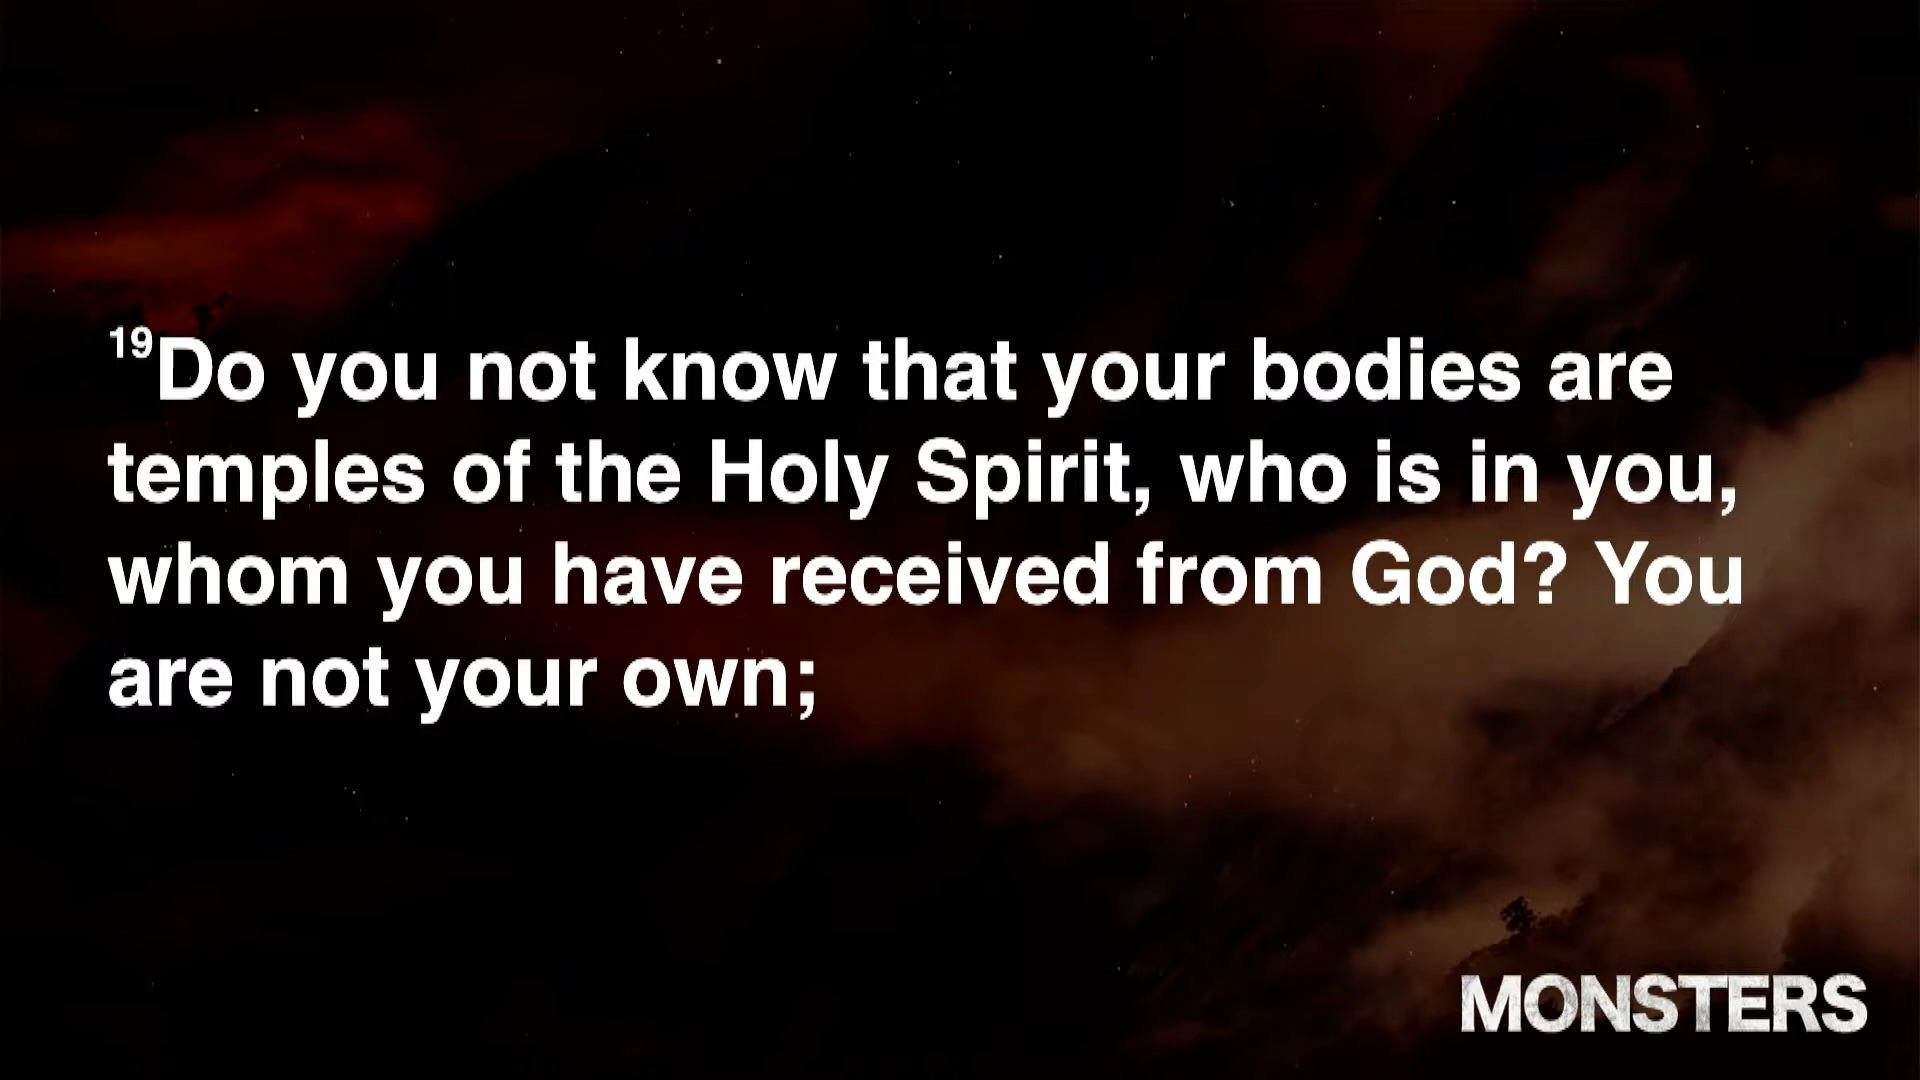 19Do you not know that your bodies are
temples of the Holy Spirit, who is in you,
whom you have received from God? You
are not your own;
MONSTERS